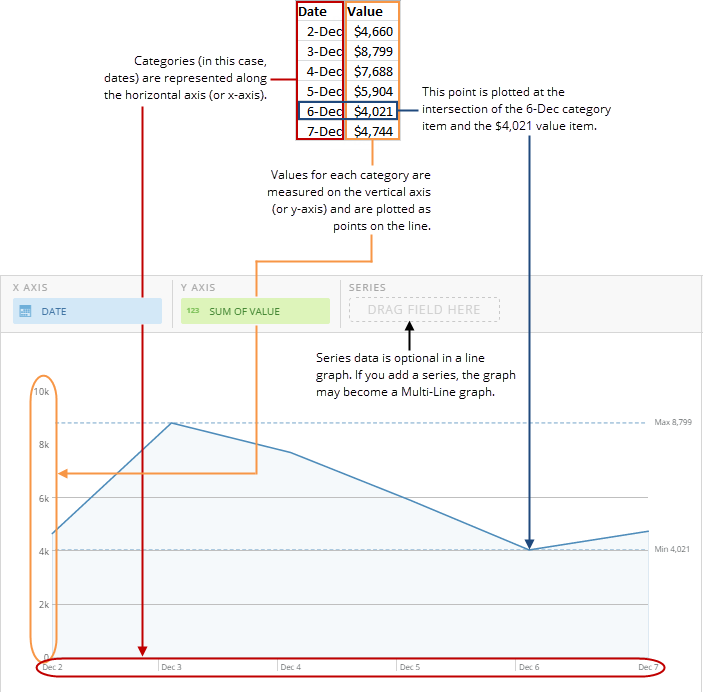 Date Value
2-Dec $4,660
3-Dec $8,799
4-Dec $7,688
5-Dec $5,904
6-Dec $4,021
7-Dec $4,744
Categories (in this case,
dates) are represented along
the horizontal axis (or x-axis).
This point is plotted at the
intersection of the 6-Dec category
item and the $4,021 value item.
Values for each category are
measured on the vertical axis
(or y-axis) and are plotted as
points on the line.
X AXIS Y AXIS SERIES
DATE 123 SUM OF VALUE DRAG FIELD HERE
Series data is optional in a line
graph. If you add a series, the graph
may become a Multi-Line graph.
10k
Max 8,799
8k
6k
4k
Min 4,021
2k
0
Dec 2 Dec 3 Dec 4 Dec 5 Dec 6 Dec 7